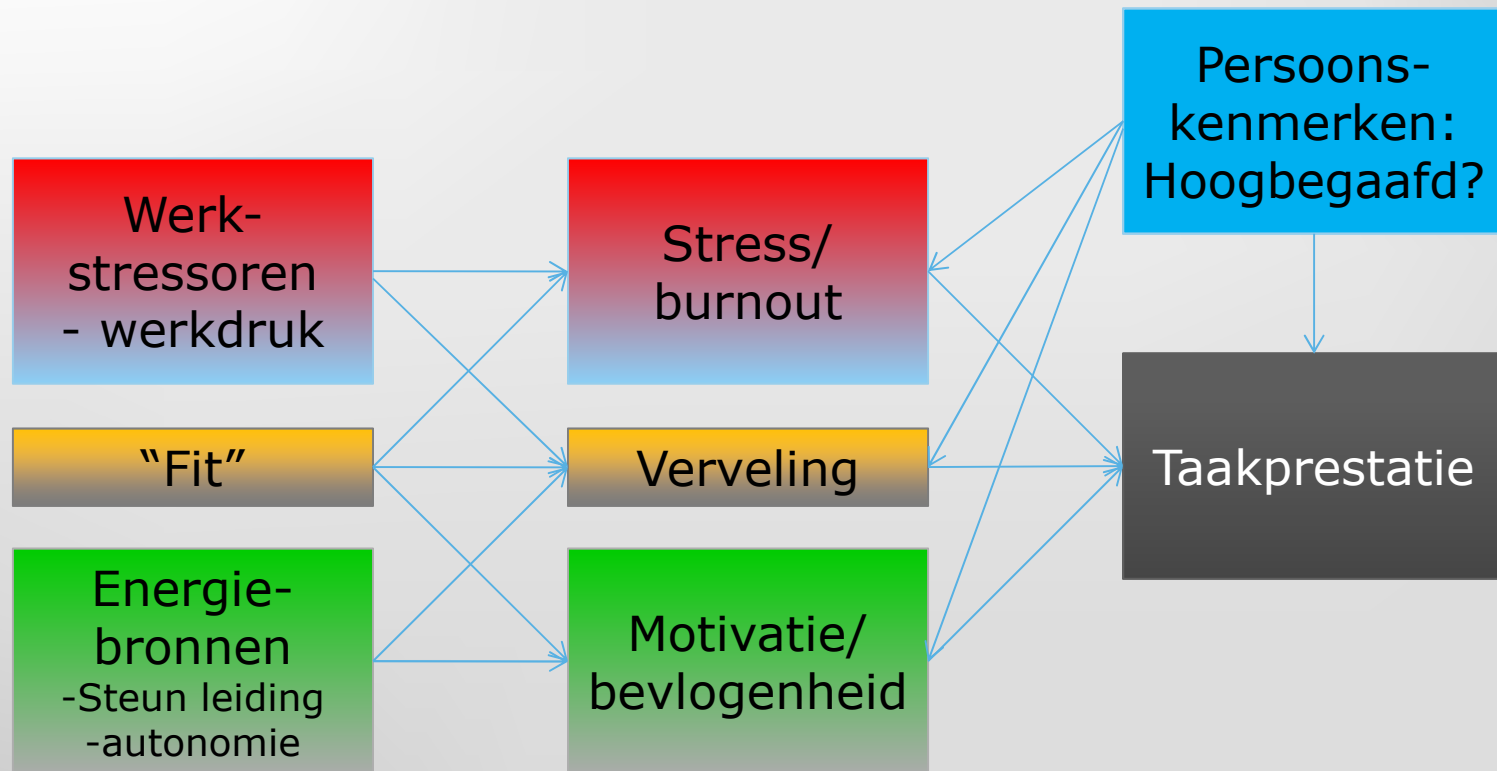 Werk-
stressoren
- werkdruk
Stress/
burnout
Persoons-
kenmerken:
Hoogbegaafd?
“Fit”
Verveling
Taakprestatie
Energie-
bronnen
-Steun leiding
-autonomie
Motivatie/
bevlogenheid